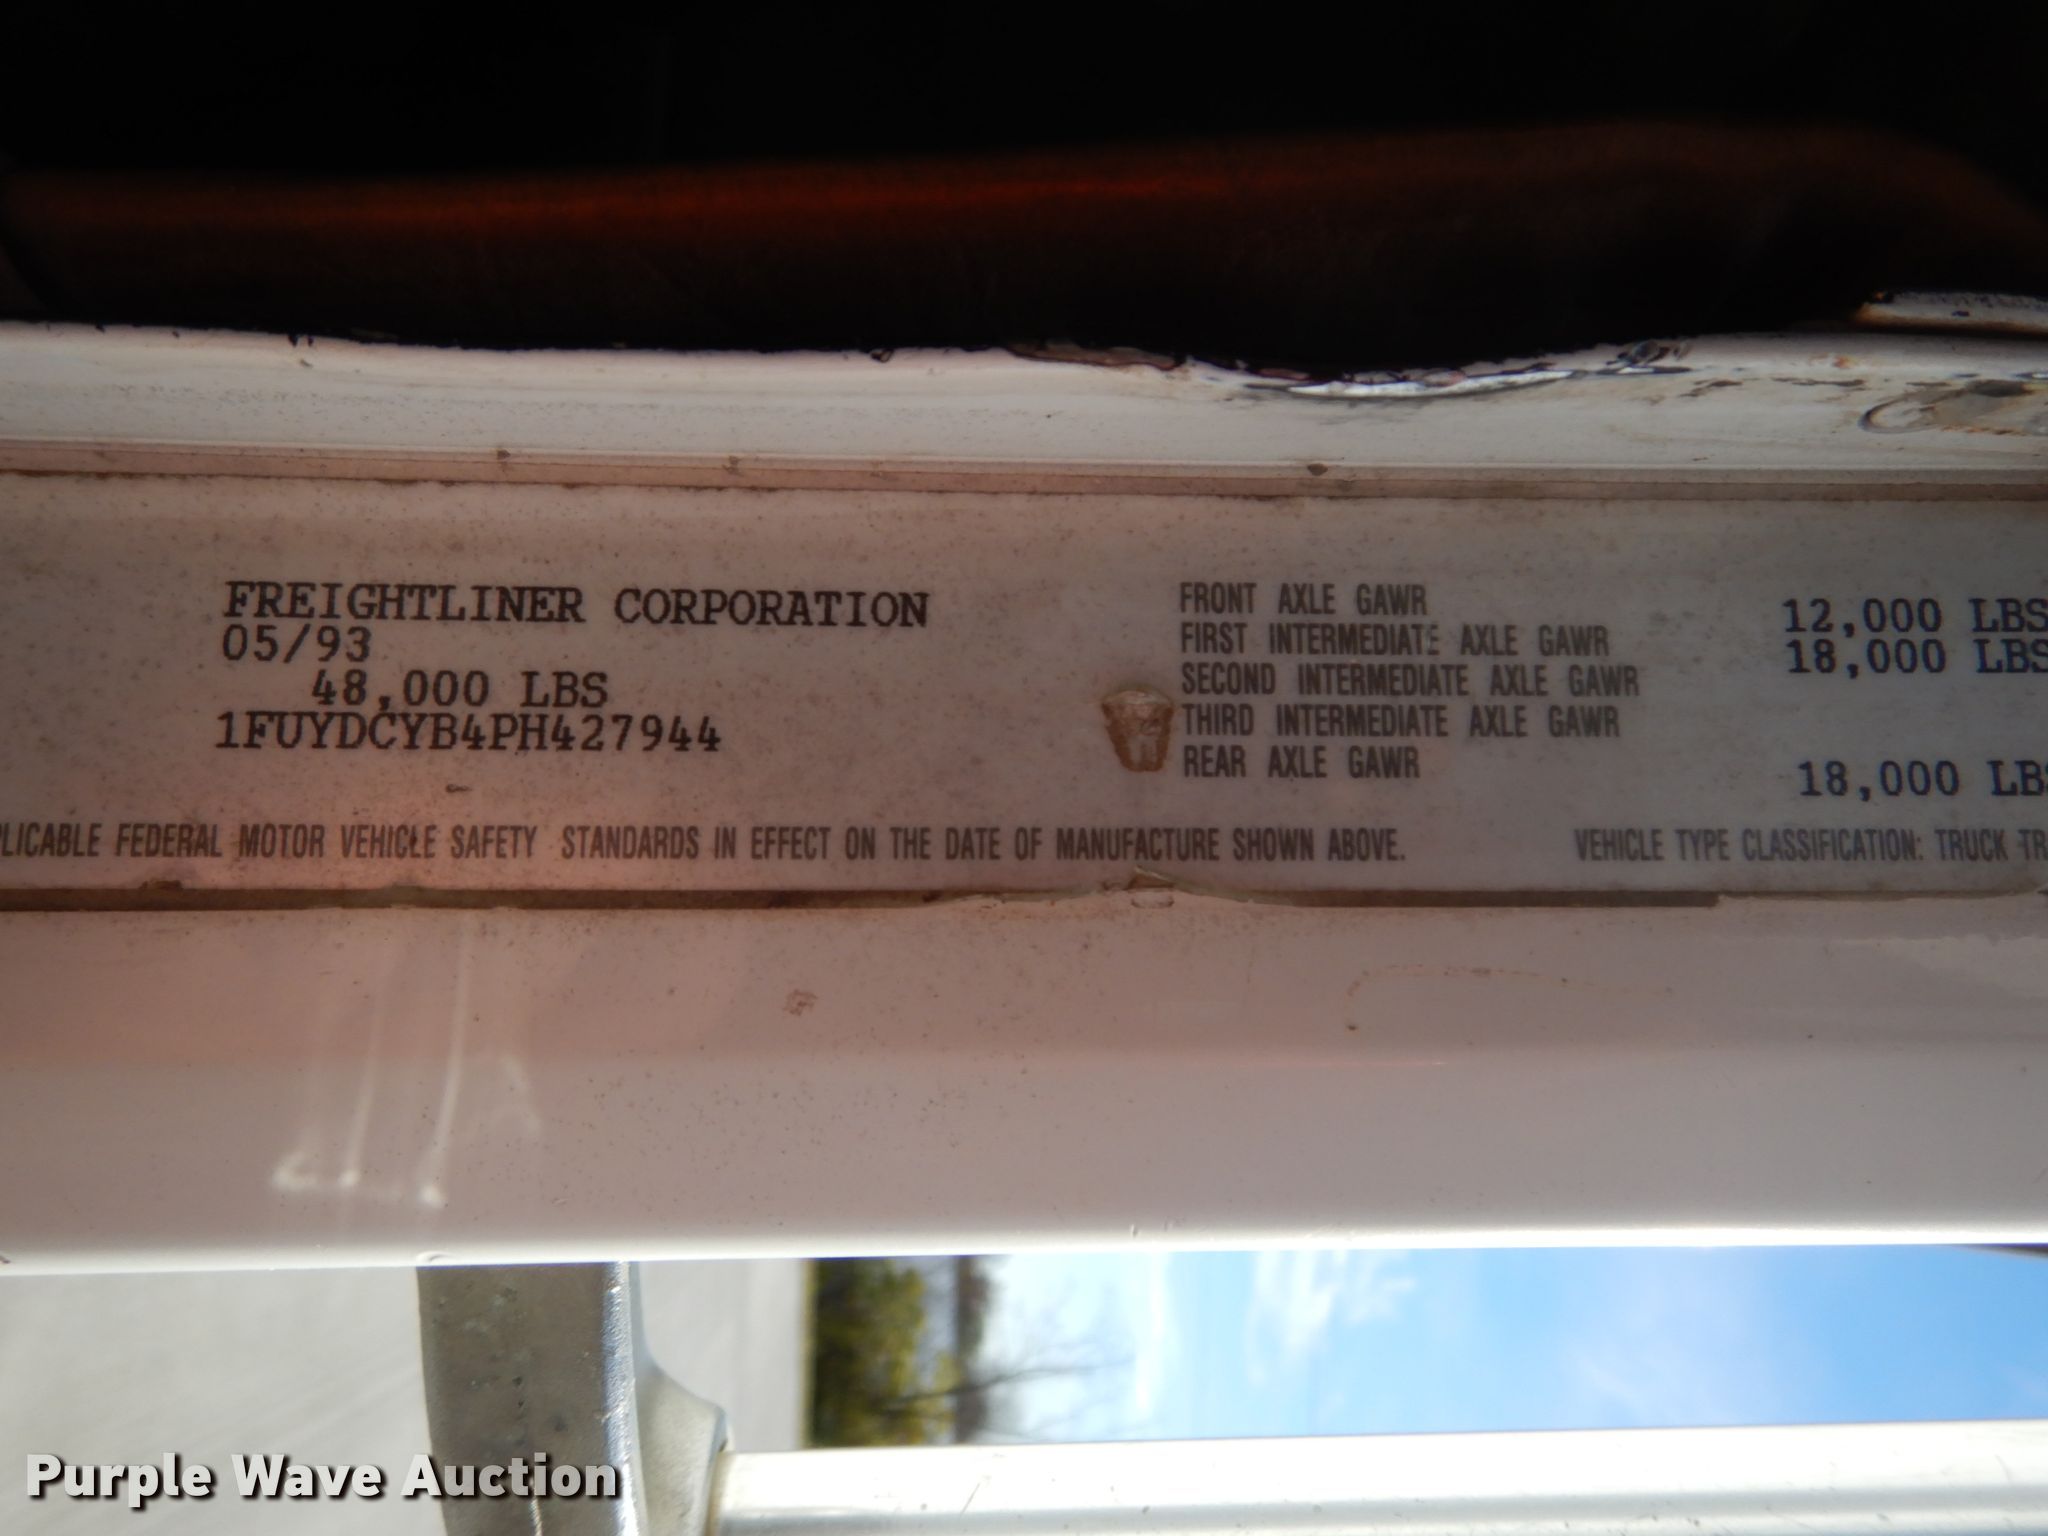 FREIGHTLINER CORPORATION
05/93
48,000 LBS
1FUYDCYB4PH427944
FRONT AXLE GAWR 12,000 LBS
FIRST INTERMEDIATE AXLE GAWR 18,000 LBS
SECOND INTERMEDIATE AXLE GAWR
THIRD INTERMEDIATE AXLE GAWR
REAR AXLE GAWR 18,000 LBS
PLICABLE FEDERAL MOTOR VEHICLE SAFETY STANDARDS IN EFFECT ON THE DATE OF MANUFACTURE SHOWN ABOVE. VEHICLE TYPE CLASSIFICATION: TRUCK TR
Purple Wave Auction